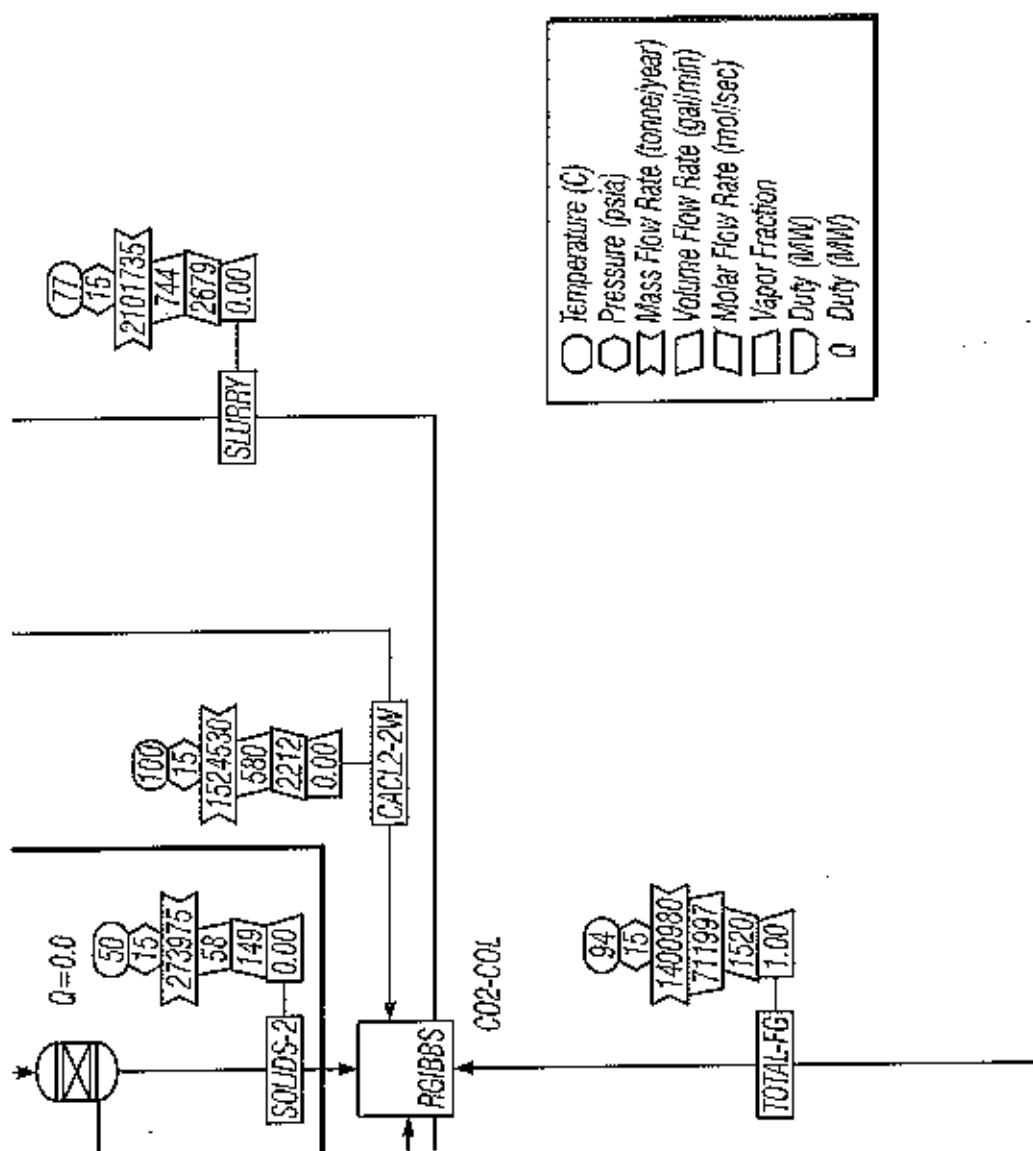 77
15
2101735
744
2679
0.00
SLURRY
100
15
1524530
580
2212
0.00
CACL2-2W
Q=0.0
50
15
273975
58
149
0.00
SOLIDS-2
RGIBBS
CO2-COL
94
15
1400980
711997
1520
1.00
TOTAL-FG
Temperature (C)
Pressure (psia)
Mass Flow Rate (tonne/year)
Volume Flow Rate (gal/min)
Molar Flow Rate (mol/sec)
Vapor Fraction
Duty (MW)
Q Duty (MW)